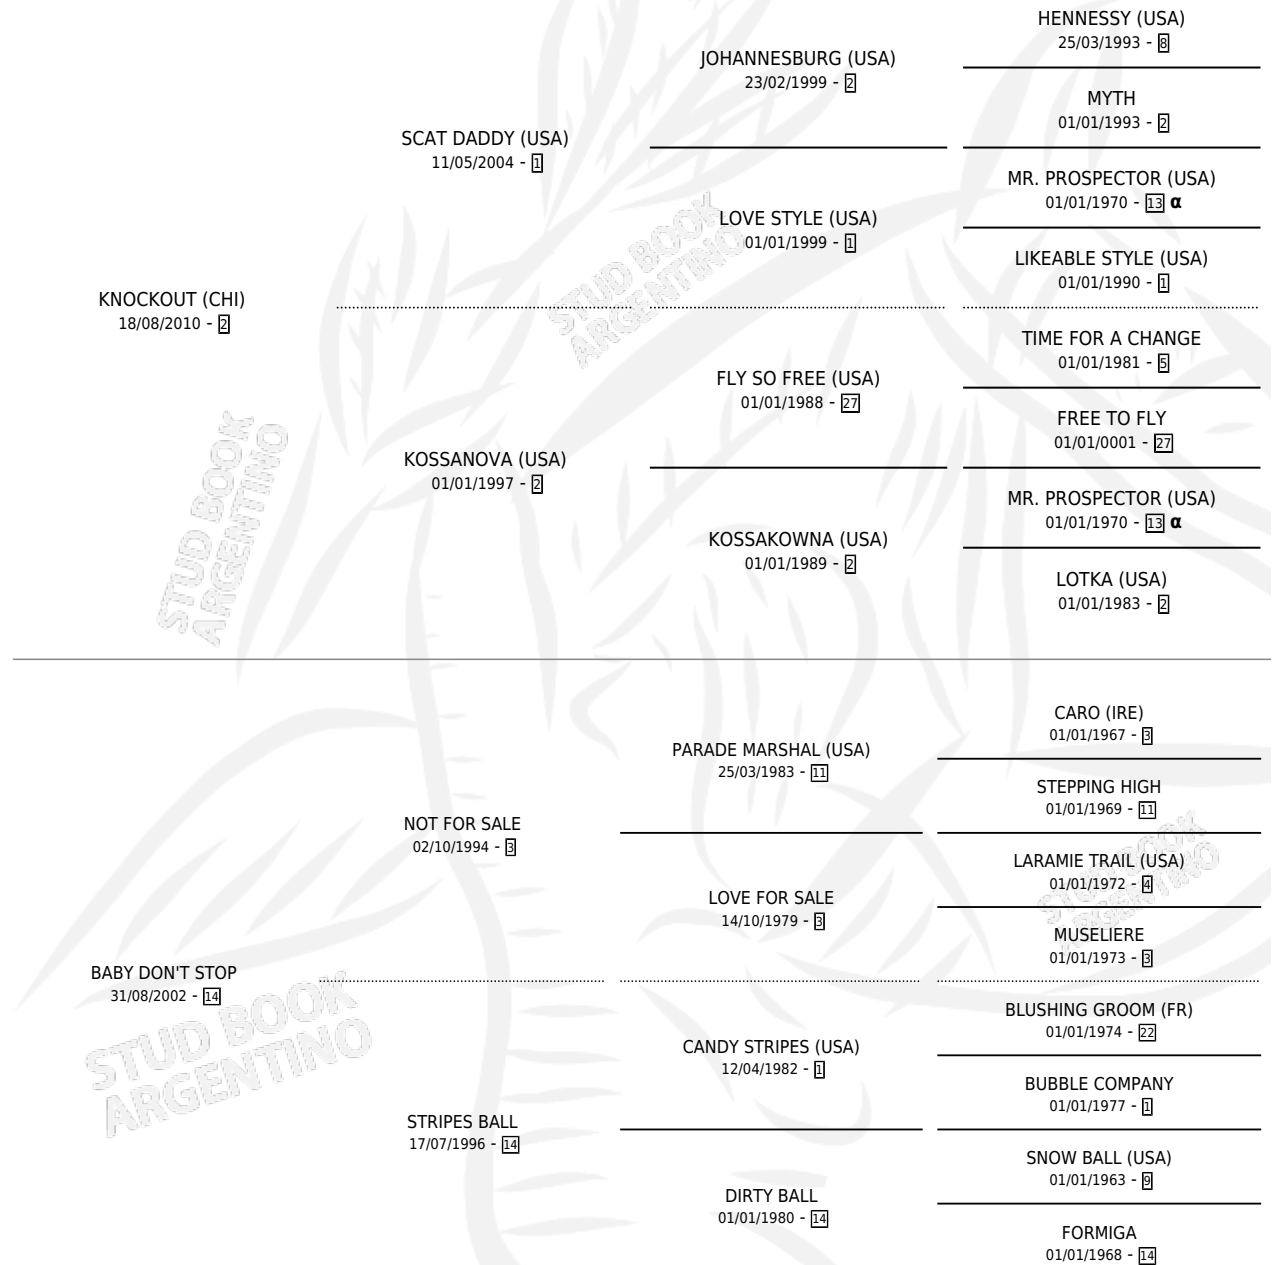 HENNESSY (USA)
25/03/1993 - 8
JOHANNESBURG (USA)
23/02/1999 - 2
MYTH
01/01/1993 - 2
SCAT DADDY (USA)
11/05/2004 - 1
MR. PROSPECTOR (USA)
01/01/1970 - 13 α
LOVE STYLE (USA)
01/01/1999 - 1
LIKEABLE STYLE (USA)
01/01/1990 - 1
KNOCKOUT (CHI)
18/08/2010 - 2
TIME FOR A CHANGE
01/01/1981 - 5
FLY SO FREE (USA)
01/01/1988 - 27
FREE TO FLY
01/01/0001 - 27
KOSSANOVA (USA)
01/01/1997 - 2
MR. PROSPECTOR (USA)
01/01/1970 - 13 α
KOSSAKOWNA (USA)
01/01/1989 - 2
LOTKA (USA)
01/01/1983 - 2
CARO (IRE)
01/01/1967 - 3
PARADE MARSHAL (USA)
25/03/1983 - 11
STEPPING HIGH
01/01/1969 - 11
NOT FOR SALE
02/10/1994 - 3
LARAMIE TRAIL (USA)
01/01/1972 - 4
LOVE FOR SALE
14/10/1979 - 3
MUSELIERE
01/01/1973 - 3
BABY DON'T STOP
31/08/2002 - 14
BLUSHING GROOM (FR)
01/01/1974 - 22
CANDY STRIPES (USA)
12/04/1982 - 1
BUBBLE COMPANY
01/01/1977 - 1
STRIPES BALL
17/07/1996 - 14
SNOW BALL (USA)
01/01/1963 - 9
DIRTY BALL
01/01/1980 - 14
FORMIGA
01/01/1968 - 14
STUD BOOK
ARGENTINO
STUD BOOK
ARGENTINO
STUD BOOK
ARGENTINO
STUD BOOK
ARGENTINO